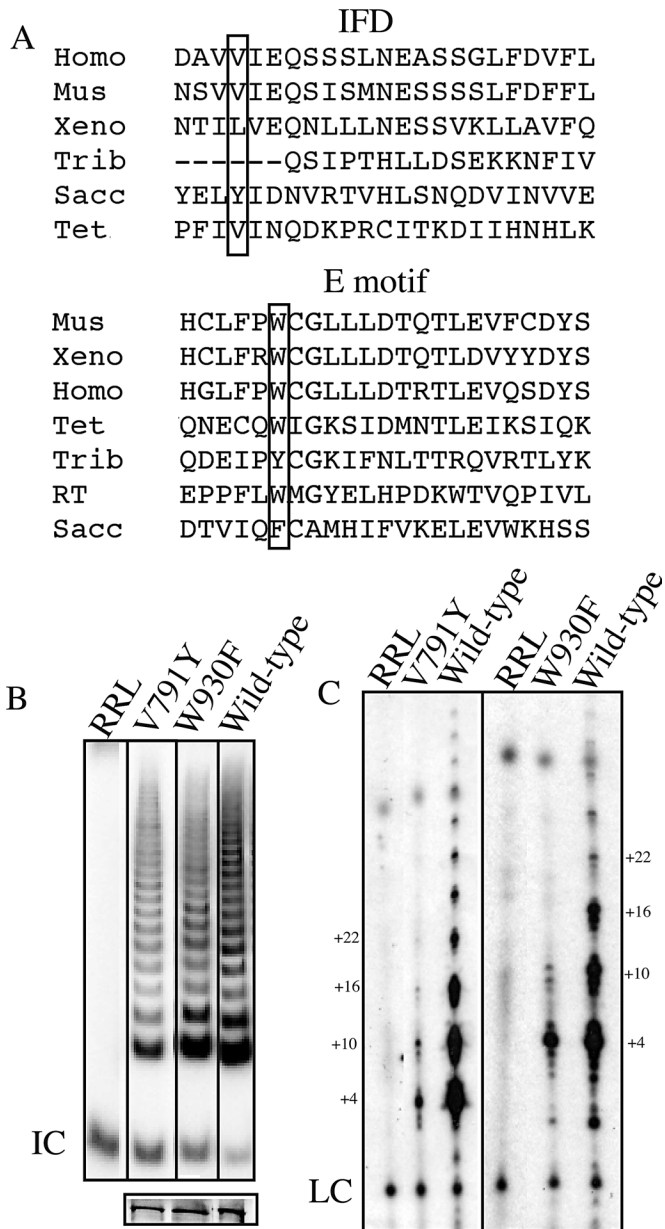 A
IFD
Homo DAVVIEQSSSLNEASSGLFDVFL
Mus NSVVIEQSISMNESSSSLFDFFL
Xeno NTILVEQNLLLNESSVKLLAVFQ
Trib ------QSIPTHLLDSEKKNFIV
Sacc YELYIDNVRTVHLSNQDVINVVE
Tet PFIVINQDKPRCITKDIIHNHLK
E motif
Mus HCLFPWCGLLLDTQTLEVFCDYS
Xeno HCLFRWCGLLLDTQTLDVYYDYS
Homo HGLFPWCGLLLDTRTLEVQSDYS
Tet QNECQWIGKSIDMNTLEIKSIQK
Trib QDEIPYCGKIFNLTTRQVRTLYK
RT EPPFLWMGYELHPDKWTVQPIVL
Sacc DTVIQFCAMHIFVKELEVWKHSS
B
RRL V791Y W930F Wild-type
IC
C
RRL V791Y Wild-type RRL W930F Wild-type
+22
+16
+10
+4
+22
+16
+10
+4
LC